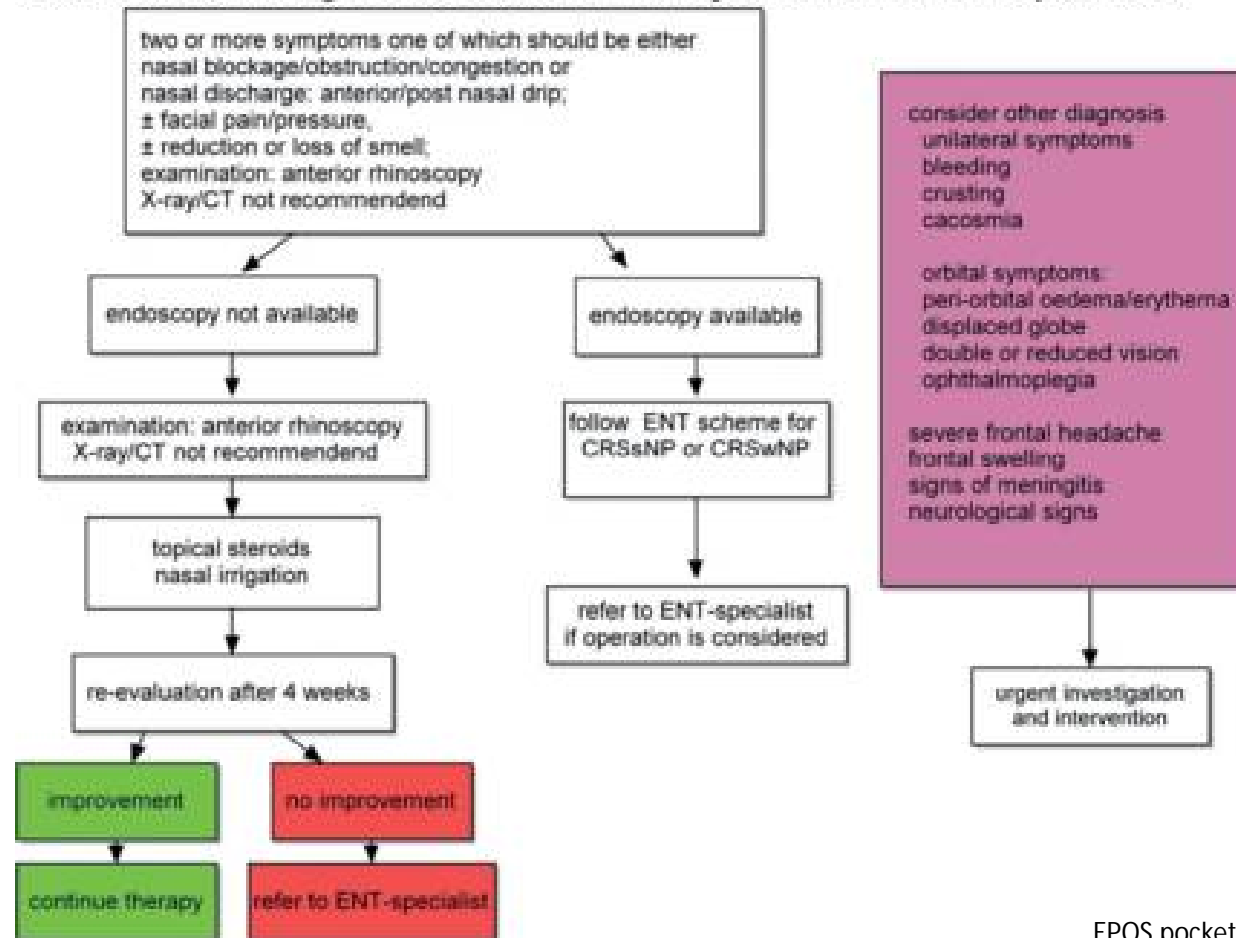 two or more symptoms one of which should be either
nasal blockage/obstruction/congestion or
nasal discharge: anterior/post nasal drip;
± facial pain/pressure,
± reduction or loss of smell;
examination: anterior rhinoscopy
X-ray/CT not recommendend
endoscopy not available
examination: anterior rhinoscopy
X-ray/CT not recommendend
topical steroids
nasal irrigation
re-evaluation after 4 weeks
improvement
continue therapy
no improvement
refer to ENT-specialist
endoscopy available
follow ENT scheme for
CRSsNP or CRSwNP
refer to ENT-specialist
if operation is considered
consider other diagnosis
unilateral symptoms
bleeding
crusting
cacosmia
orbital symptoms:
peri-orbital oedema/erythema
displaced globe
double or reduced vision
ophthalmoplegia
severe frontal headache
frontal swelling
signs of meningitis
neurological signs
urgent investigation
and intervention
EPOS pocket